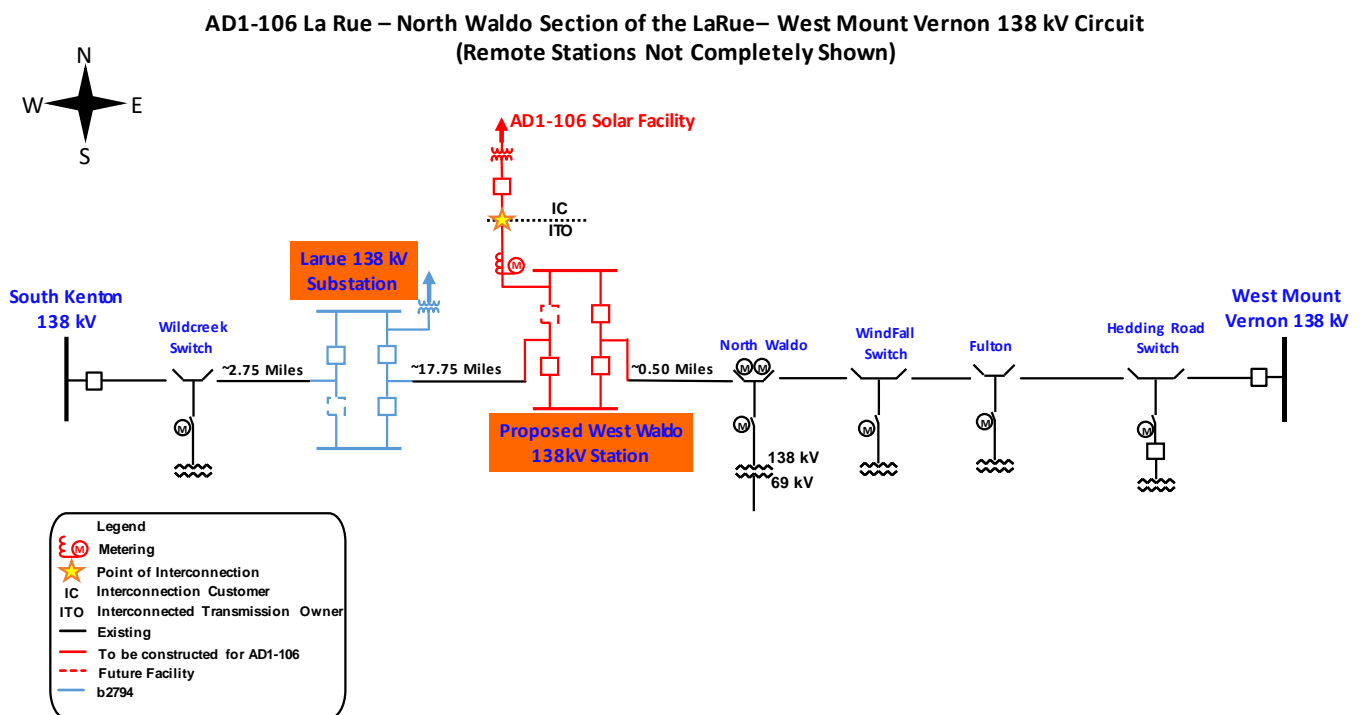 AD1-106 La Rue – North Waldo Section of the LaRue– West Mount Vernon 138 kV Circuit
(Remote Stations Not Completely Shown)
N
W
E
S
AD1-106 Solar Facility
IC
ITO
Larue 138 kV
Substation
M
South Kenton
138 kV
Wildcreek
Switch
~2.75 Miles
~17.75 Miles
~0.50 Miles
North Waldo
M M
WindFall
Switch
Fulton
Hedding Road
Switch
West Mount
Vernon 138 kV
M
M
M
M
M
Proposed West Waldo
138kV Station
138 kV
69 kV
Legend
M Metering
Point of Interconnection
IC Interconnection Customer
ITO Interconnected Transmission Owner
Existing
To be constructed for AD1-106
Future Facility
b2794